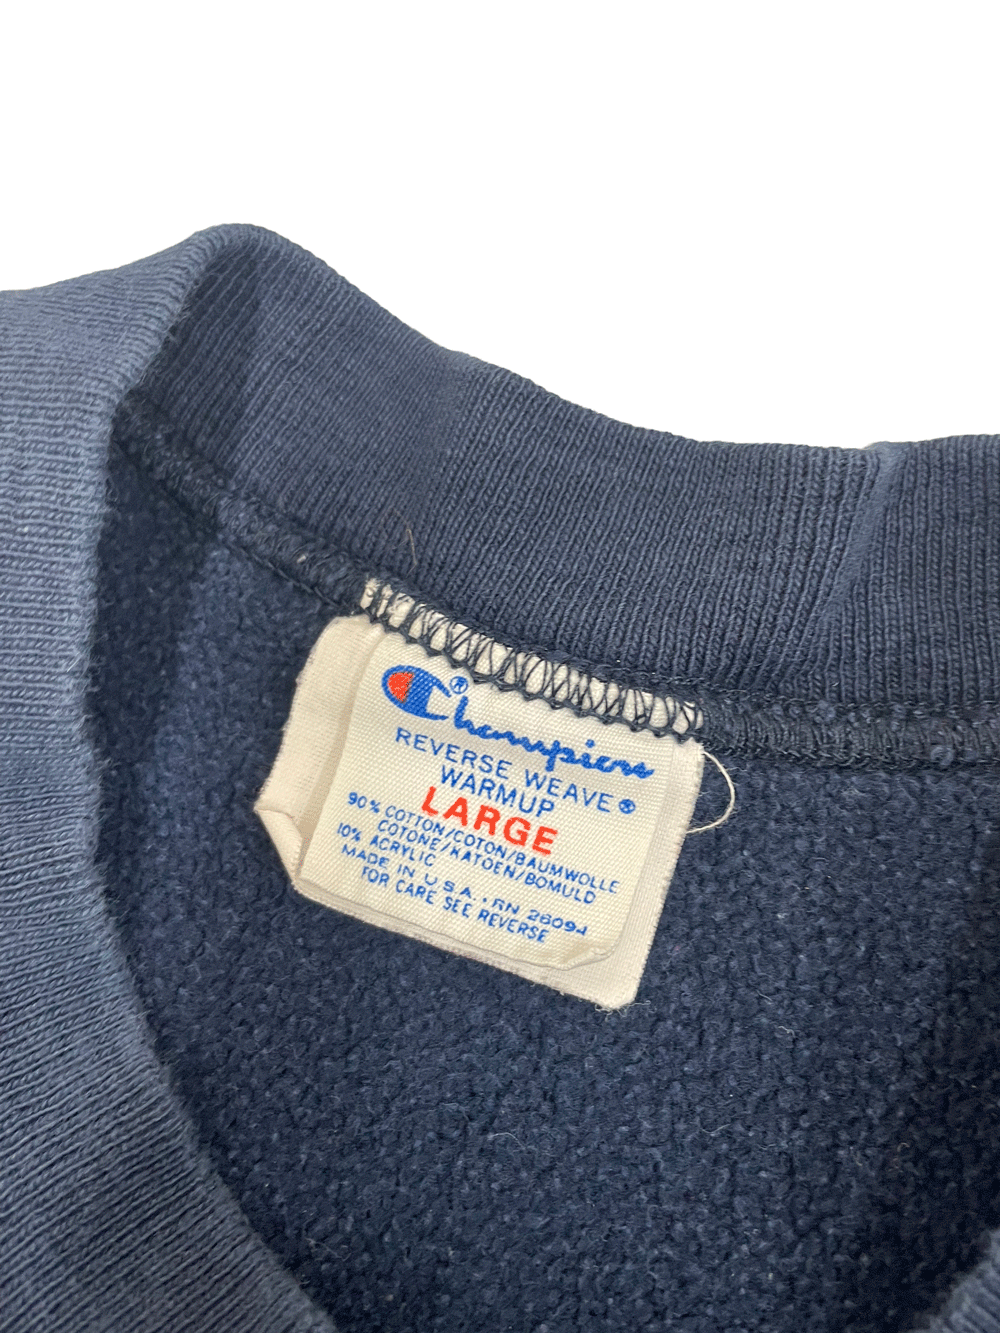 Champion®
REVERSE WEAVE®
WARMUP
LARGE
90% COTTON/COTON/BAUMWOLLE
COTONE/KATOEN/BOMULD
10% ACRYLIC
MADE IN U.S.A. . RN 26094
FOR CARE SEE REVERSE